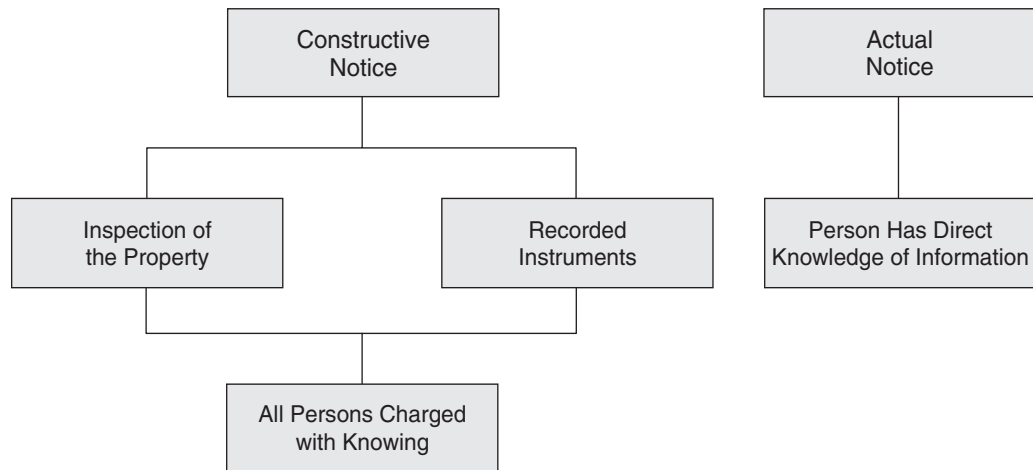 Constructive
Notice
Actual
Notice
Inspection of
the Property
Recorded
Instruments
Person Has Direct
Knowledge of Information
All Persons Charged
with Knowing